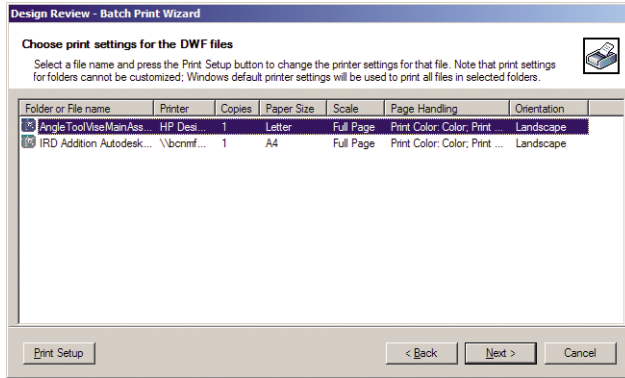 Design Review - Batch Print Wizard
Choose print settings for the DWF files
Select a file name and press the Print Setup button to change the printer settings for that file. Note that print settings
for folders cannot be customized; Windows default printer settings will be used to print all files in selected folders.
Folder or File name Printer Copies Paper Size Scale Page Handling Orientation
AngleToolViseMainAss... HP Desi... 1 Letter Full Page Print Color: Color; Print ... Landscape
IRD Addition Autodesk... \\bcnmf... 1 A4 Full Page Print Color: Color; Print ... Landscape
Print Setup < Back Next > Cancel